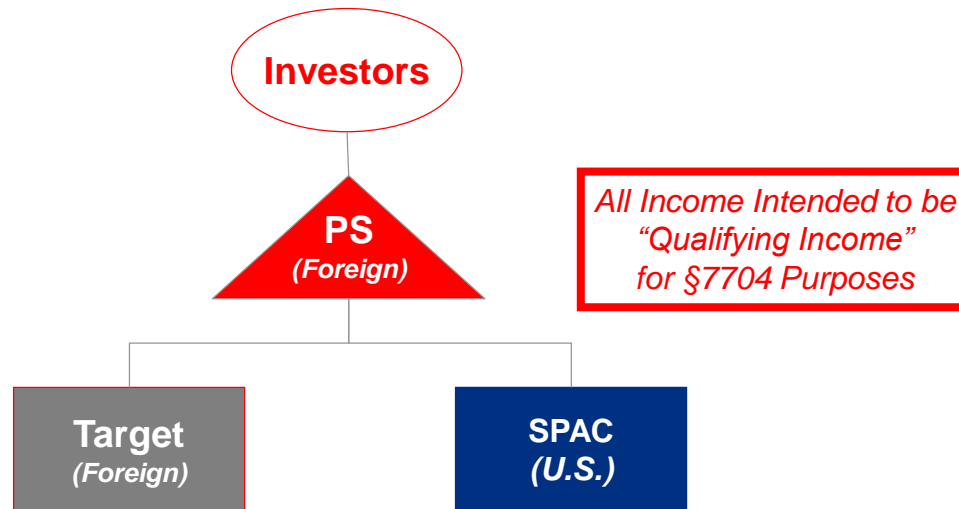 Investors
PS
(Foreign)
All Income Intended to be
“Qualifying Income”
for §7704 Purposes
Target
(Foreign)
SPAC
(U.S.)